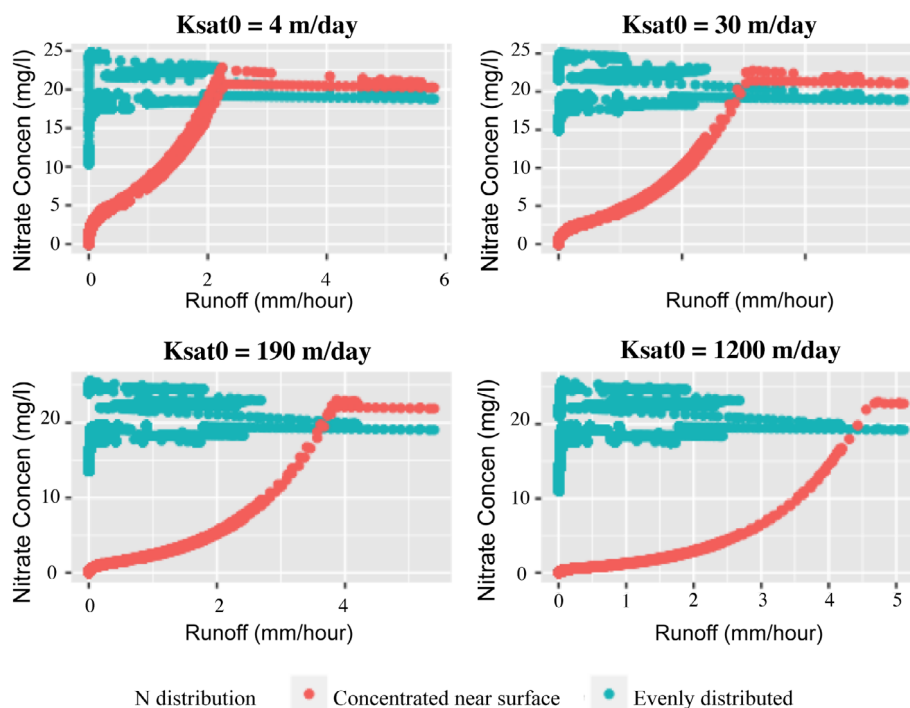 Ksat0 = 4 m/day
Nitrate Concen (mg/l)
25
20
15
10
5
0
0 2 4 6
Runoff (mm/hour)
Ksat0 = 30 m/day
Nitrate Concen (mg/l)
25
20
15
10
5
0
Runoff (mm/hour)
Ksat0 = 190 m/day
Nitrate Concen (mg/l)
20
10
0
0 2 4
Runoff (mm/hour)
Ksat0 = 1200 m/day
Nitrate Concen (mg/l)
20
10
0
0 1 2 3 4 5
Runoff (mm/hour)
N distribution Concentrated near surface Evenly distributed